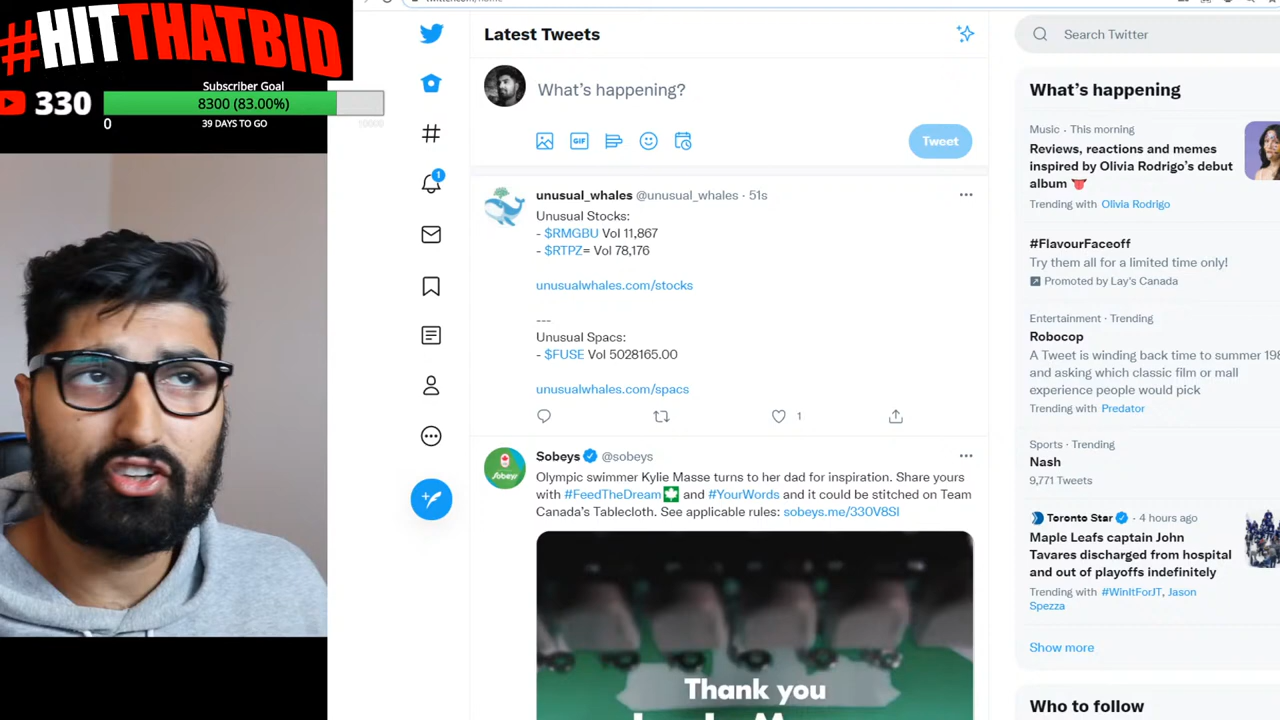 #HITTHATBID
Subscriber Goal
330
8300 (83.00%)
0
39 DAYS TO GO
10000
Latest Tweets
What's happening?
GIF
Tweet
1
unusual_whales @unusual_whales · 51s
Unusual Stocks:
- $RMGBU Vol 11,867
- $RTPZ= Vol 78,176
unusualwhales.com/stocks
---
Unusual Spacs:
- $FUSE Vol 5028165.00
unusualwhales.com/spacs
1
Sobeys @sobeys
Olympic swimmer Kylie Masse turns to her dad for inspiration. Share yours
with #FeedTheDream and #YourWords and it could be stitched on Team
Canada's Tablecloth. See applicable rules: sobeys.me/330V8Sl
Thank you
Search Twitter
What's happening
Music · This morning
Reviews, reactions and memes
inspired by Olivia Rodrigo's debut
album
Trending with Olivia Rodrigo
#FlavourFaceoff
Try them all for a limited time only!
Promoted by Lay's Canada
Entertainment · Trending
Robocop
A Tweet is winding back time to summer 198
and asking which classic film or mall
experience people would pick
Trending with Predator
Sports · Trending
Nash
9,771 Tweets
Toronto Star · 4 hours ago
Maple Leafs captain John
Tavares discharged from hospital
and out of playoffs indefinitely
Trending with #WinItForJT, Jason
Spezza
Show more
Who to follow